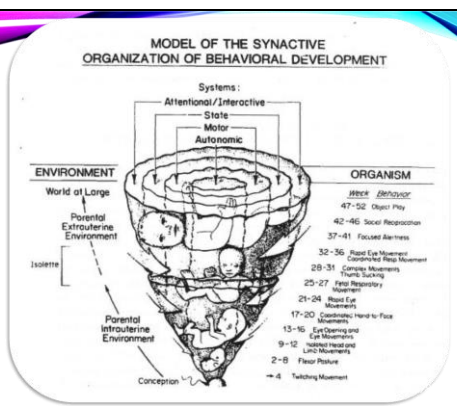 MODEL OF THE SYNACTIVE
ORGANIZATION OF BEHAVIORAL DEVELOPMENT
Systems:
Attentional/Interactive
State
Motor
Autonomic
ENVIRONMENT
World at Large
Parental
Extrauterine
Environment
Isolette
Parental
Intrauterine
Environment
Conception
ORGANISM
Week Behavior
47-52 Object Play
42-46 Social Reciprocation
37-41 Focused Alertness
32-36 Rapid Eye Movement
Coordinated Resp Movement
28-31 Complex Movements
Thumb Sucking
25-27 Fetal Respiratory
Movement
21-24 Rapid Eye
Movements
17-20 Coordinated Hand-to-Face
Movements
13-16 Eye Opening and
Eye Movements
9-12 Isolated Head and
Limb Movements
2-8 Flexor Posture
→4 Twitching Movement